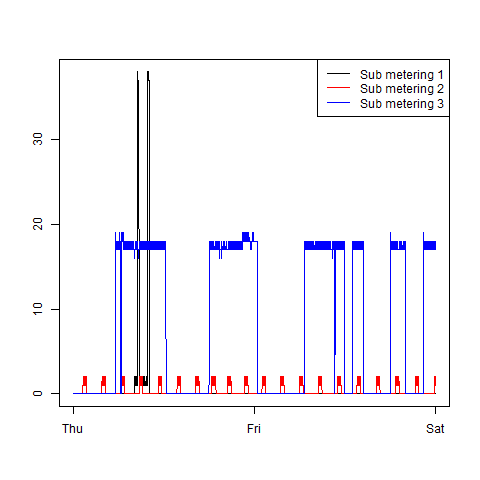 Sub metering 1
Sub metering 2
Sub metering 3
30
20
10
0
Thu Fri Sat